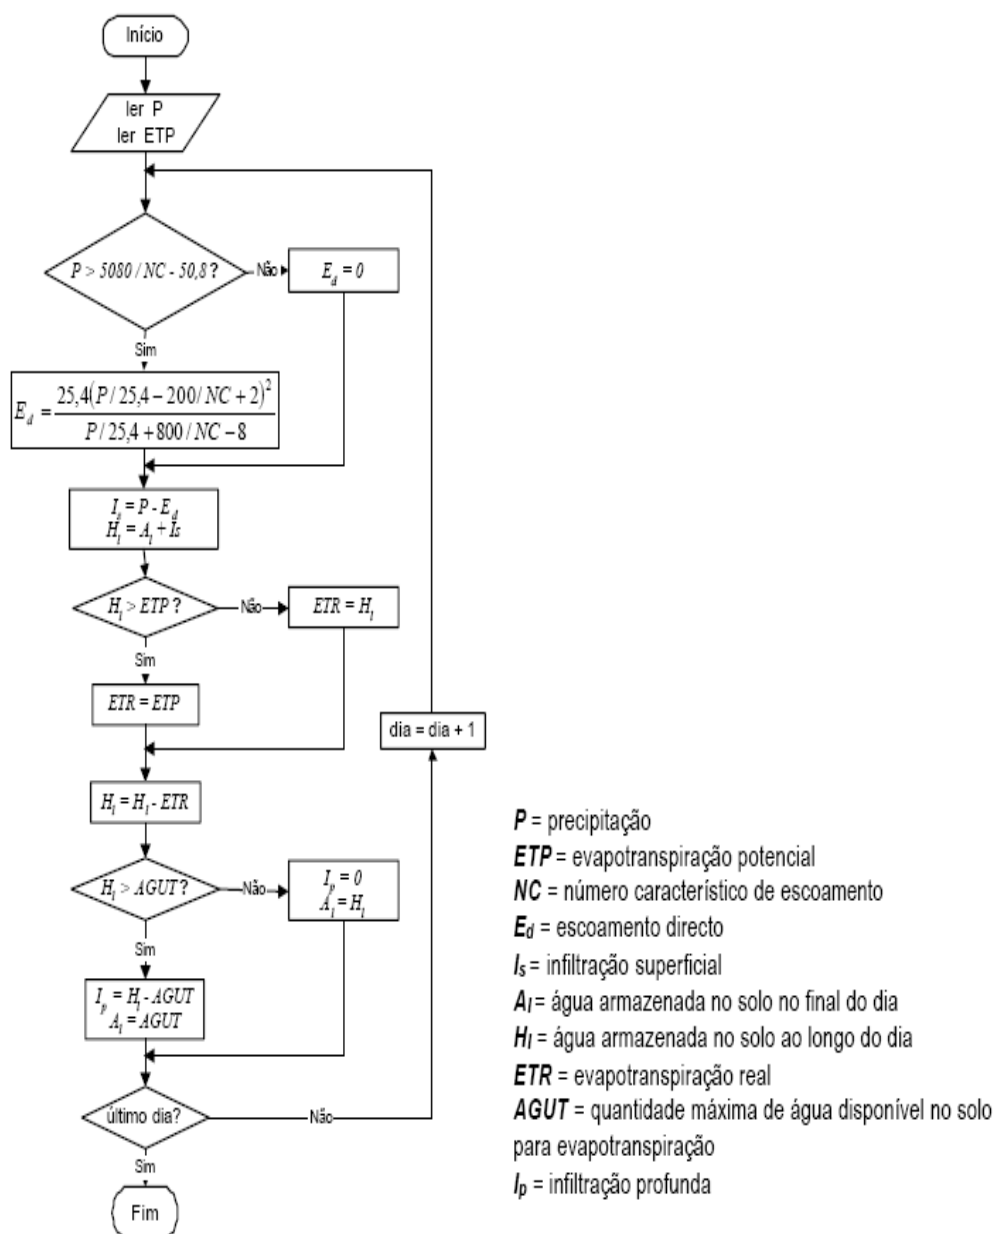 Início
ler P
ler ETP
P > 5080 / NC - 50,8 ?
Não
E_d = 0
Sim
E_d = 25,4(P / 25,4 – 200 / NC + 2)² / P / 25,4 + 800 / NC – 8
I_s = P - E_d
H_l = A_l + Is
H_l > ETP ?
Não
ETR = H_l
Sim
ETR = ETP
dia = dia + 1
H_l = H_l - ETR
H_l > AGUT ?
Não
I_p = 0
A_l = H_l
Sim
I_p = H_l - AGUT
A_l = AGUT
último dia?
Não
Sim
Fim
P = precipitação
ETP = evapotranspiração potencial
NC = número característico de escoamento
Ed = escoamento directo
Is = infiltração superficial
Al = água armazenada no solo no final do dia
Hl = água armazenada no solo ao longo do dia
ETR = evapotranspiração real
AGUT = quantidade máxima de água disponível no solo
para evapotranspiração
Ip = infiltração profunda